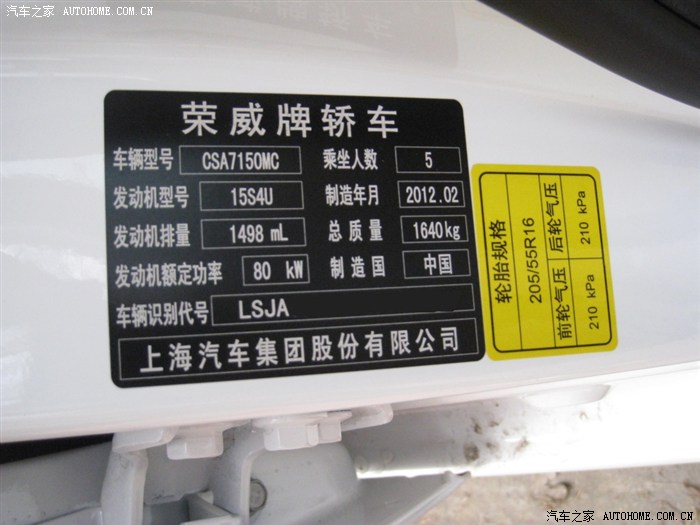 汽车之家 AUTOHOME.COM.CN
荣威牌轿车
车辆型号 CSA7150MC 乘坐人数 5
发动机型号 15S4U 制造年月 2012.02
发动机排量 1498 mL 总质量 1640kg
发动机额定功率 80 kW 制造国 中国
车辆识别代号 LSJA
上海汽车集团股份有限公司
轮胎规格 205/55R16
前轮气压/后轮气压
210 kPa 210 kPa
汽车之家 AUTOHOME.COM.CN